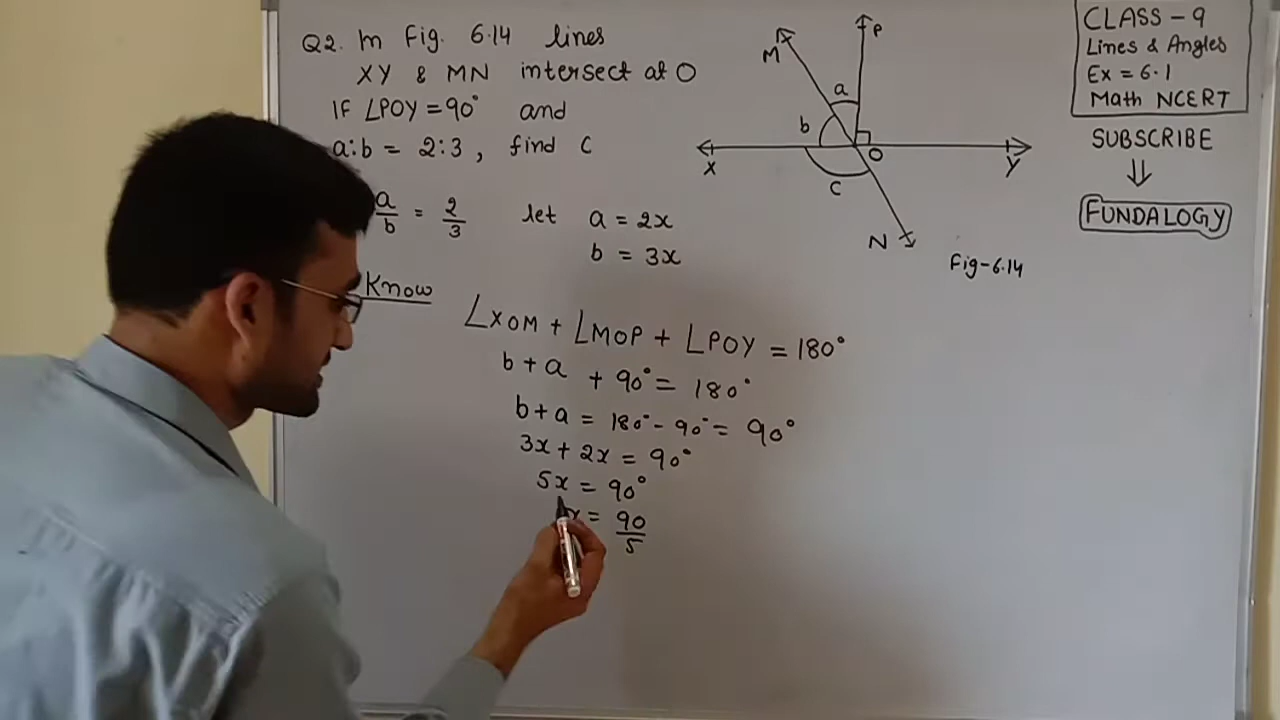 Q2. In Fig. 6.14 lines
XY & MN intersect at O
IF ∠POY = 90° and
a:b = 2:3, find C
a/b = 2/3 let a = 2x
b = 3x
Know
∠XOM + ∠MOP + ∠POY = 180°
b + a + 90° = 180°
b + a = 180° - 90° = 90°
3x + 2x = 90°
5x = 90°
x = 90/5
M
P
a
b
X
O
Y
C
N
Fig-6.14
CLASS - 9
Lines & Angles
Ex = 6.1
Math NCERT
SUBSCRIBE
⇓
FUNDALOGY